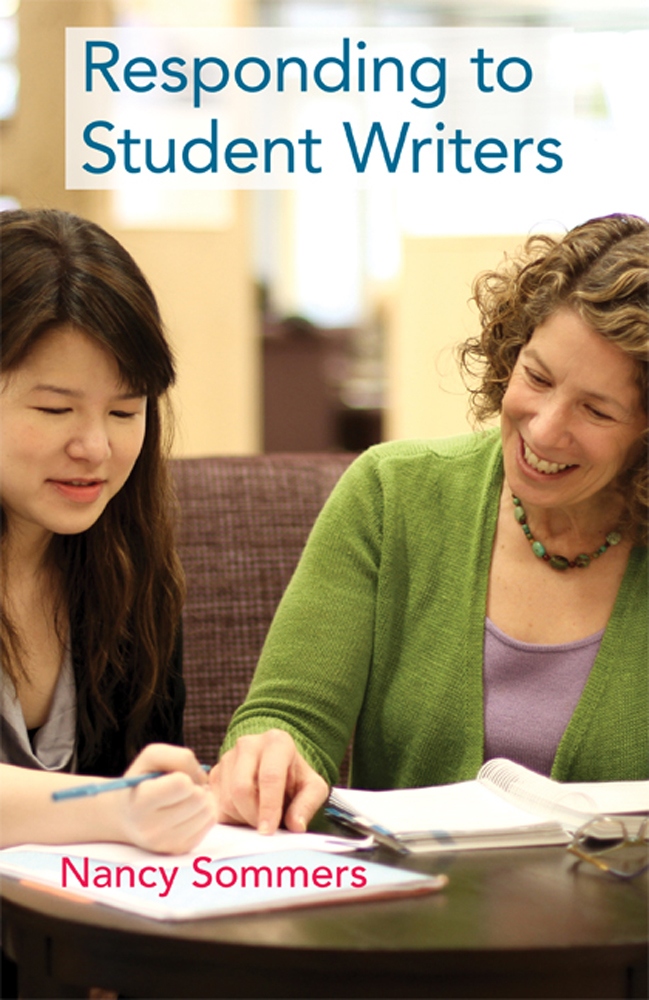 Responding to
Student Writers
Nancy Sommers